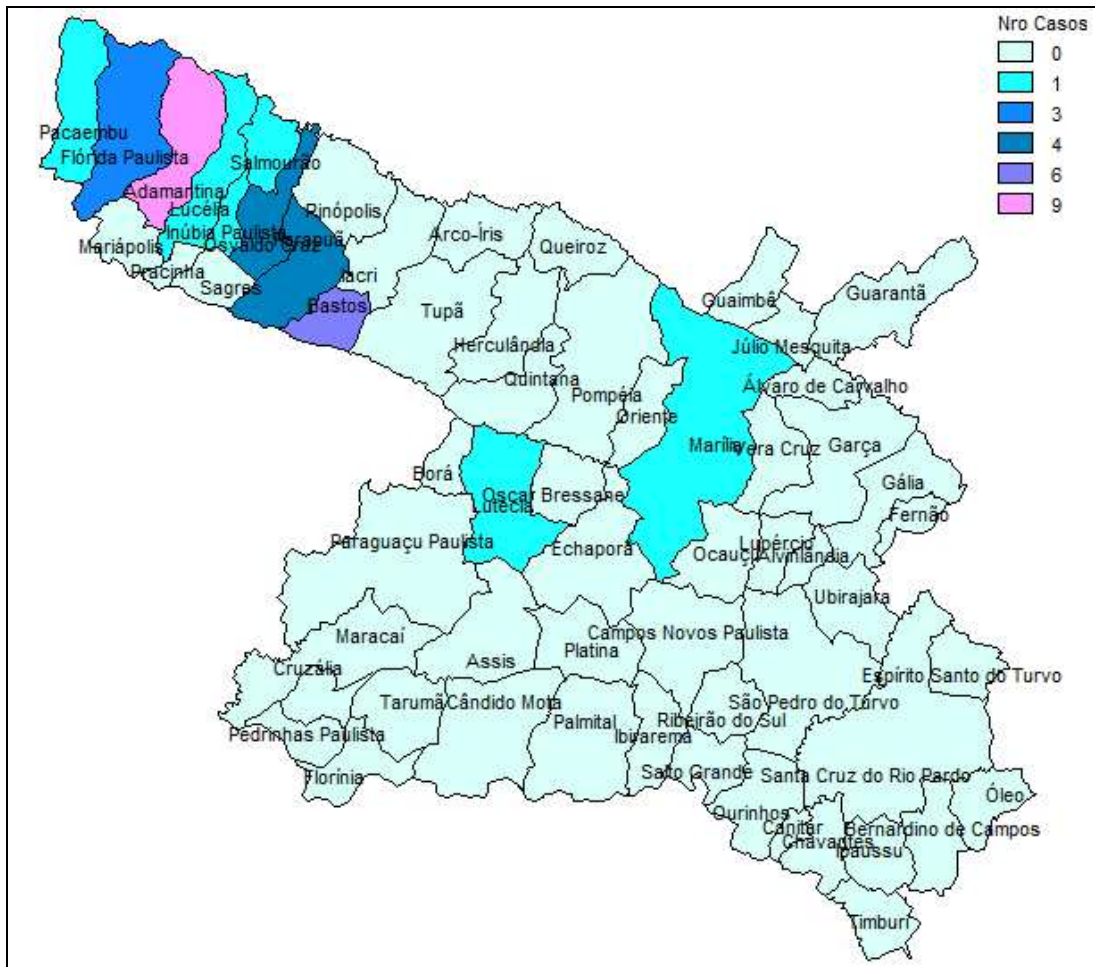 Nro Casos
0
1
3
4
6
9
Pacaembu
Flórida Paulista
Salmourão
Adamantina
Lucélia
Rinópolis
Inúbia Paulista
Arco-Íris
Mariápolis
Osvaldo Cruz
Parapuã
Queiroz
Pracinha
Iacri
Sagres
Guaimbê
Guarantã
Bastos
Tupã
Herculândia
Júlio Mesquita
Quintana
Álvaro de Carvalho
Pompéia
Oriente
Marília
Vera Cruz
Garça
Borá
Gália
Oscar Bressane
Lutécia
Fernão
Paraguaçu Paulista
Echaporã
Lupércio
Ocauçu
Alvinlândia
Ubirajara
Maracaí
Campos Novos Paulista
Platina
Cruzália
Assis
Espírito Santo do Turvo
Tarumã
Cândido Mota
São Pedro do Turvo
Palmital
Ribeirão do Sul
Pedrinhas Paulista
Ibirarema
Florínia
Salto Grande
Santa Cruz do Rio Pardo
Óleo
Ourinhos
Canitar
Bernardino de Campos
Chavantes
Ipaussu
Timburi